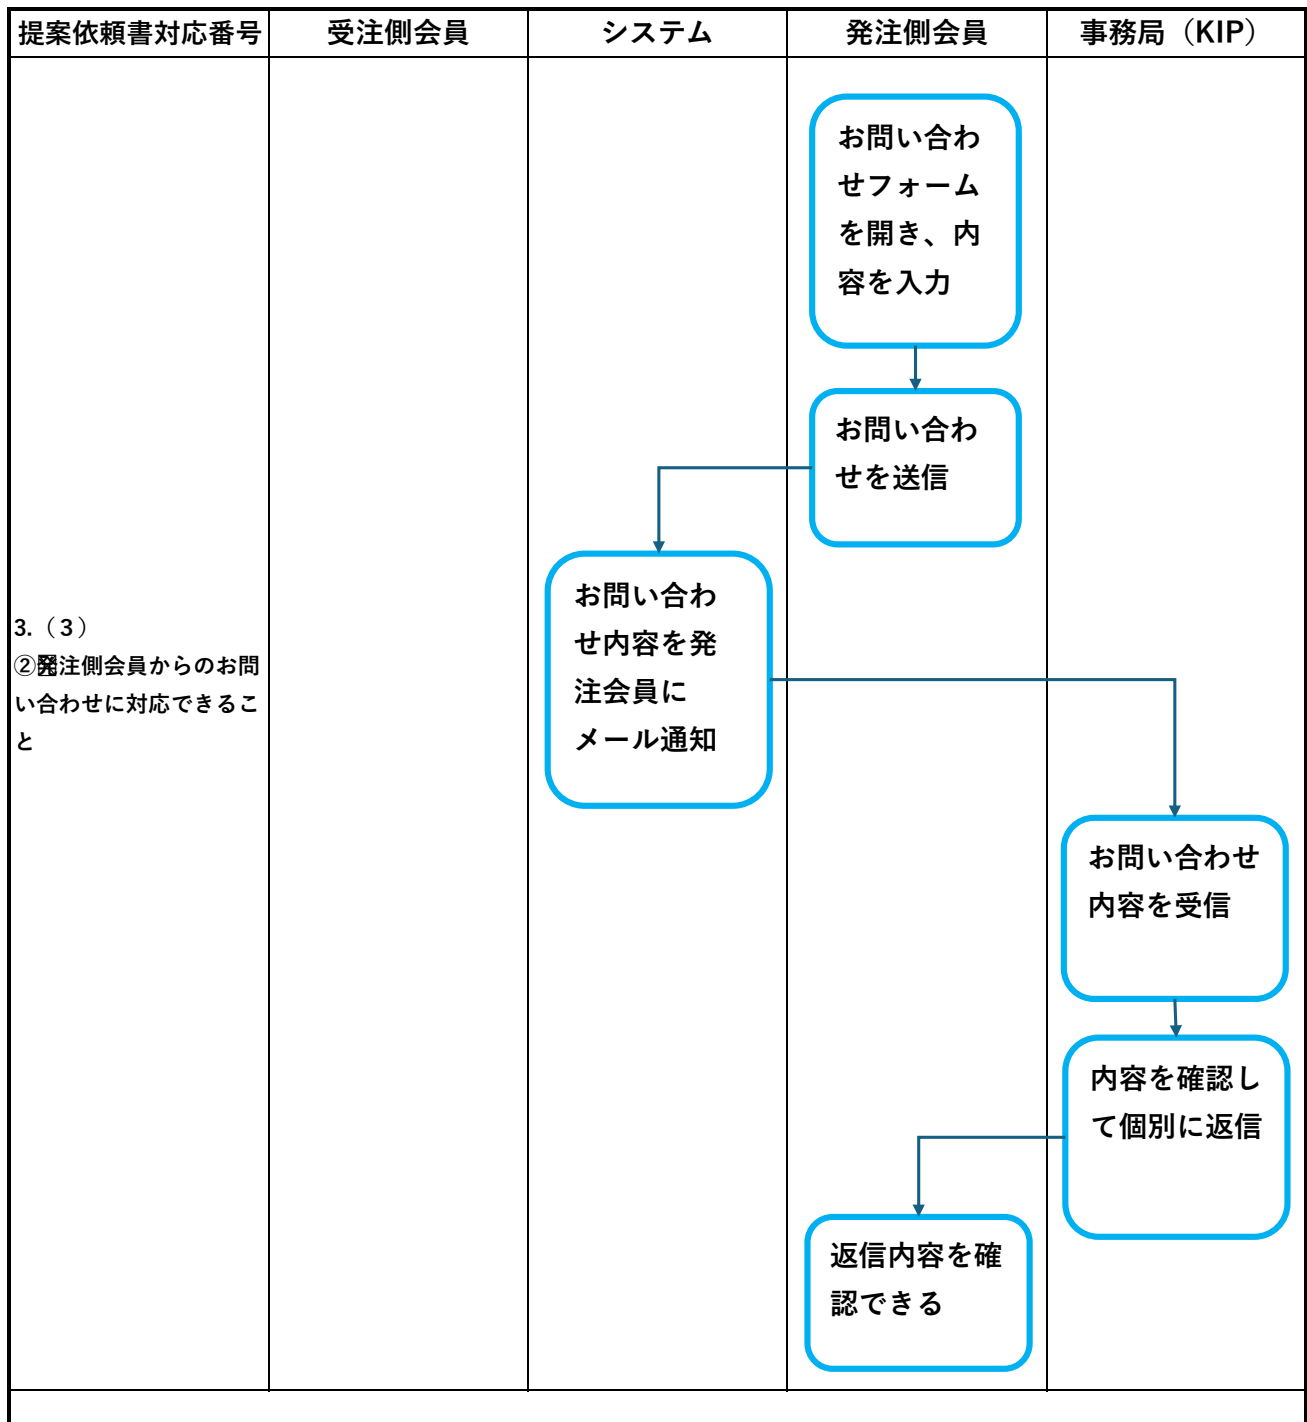 提案依頼書対応番号
受注側会員
システム
発注側会員
事務局（KIP）
お問い合わ
せフォーム
を開き、内
容を入力
お問い合わ
せを送信
お問い合わ
せ内容を発
注会員に
メール通知
3.（3）
②発注側会員からのお問
い合わせに対応できるこ
と
お問い合わせ
内容を受信
内容を確認し
て個別に返信
返信内容を確
認できる